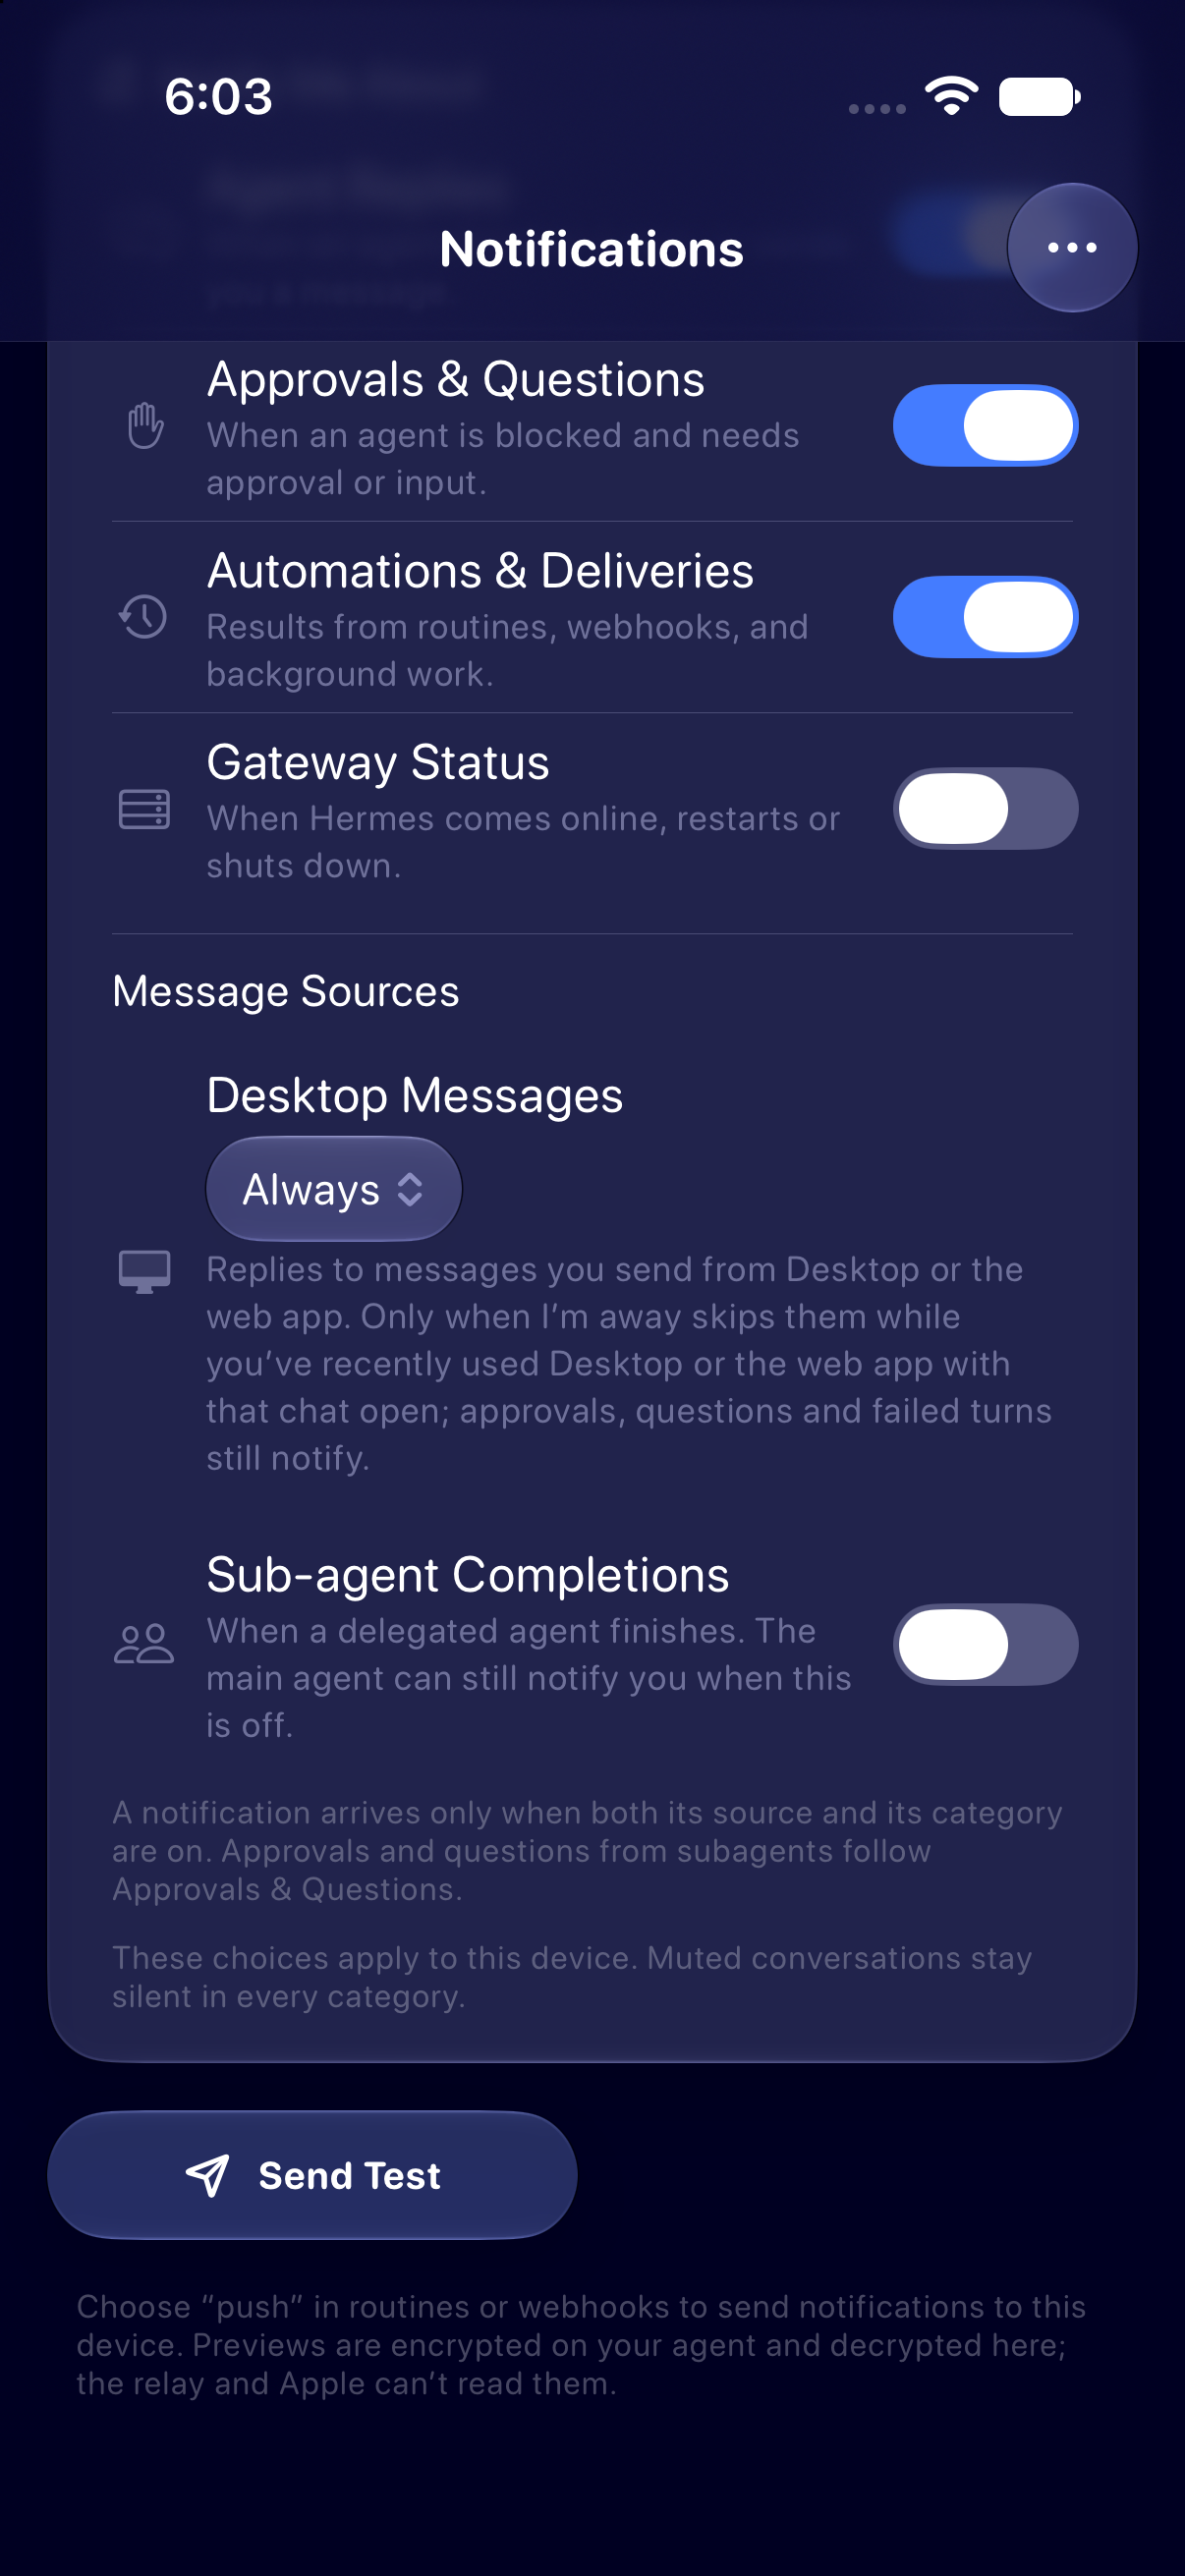 6:03
Notifications
Approvals & Questions
When an agent is blocked and needs
approval or input.
Automations & Deliveries
Results from routines, webhooks, and
background work.
Gateway Status
When Hermes comes online, restarts or
shuts down.
Message Sources
Desktop Messages
Always
Replies to messages you send from Desktop or the
web app. Only when I’m away skips them while
you’ve recently used Desktop or the web app with
that chat open; approvals, questions and failed turns
still notify.
Sub-agent Completions
When a delegated agent finishes. The
main agent can still notify you when this
is off.
A notification arrives only when both its source and its category
are on. Approvals and questions from subagents follow
Approvals & Questions.
These choices apply to this device. Muted conversations stay
silent in every category.
Send Test
Choose “push” in routines or webhooks to send notifications to this
device. Previews are encrypted on your agent and decrypted here;
the relay and Apple can’t read them.